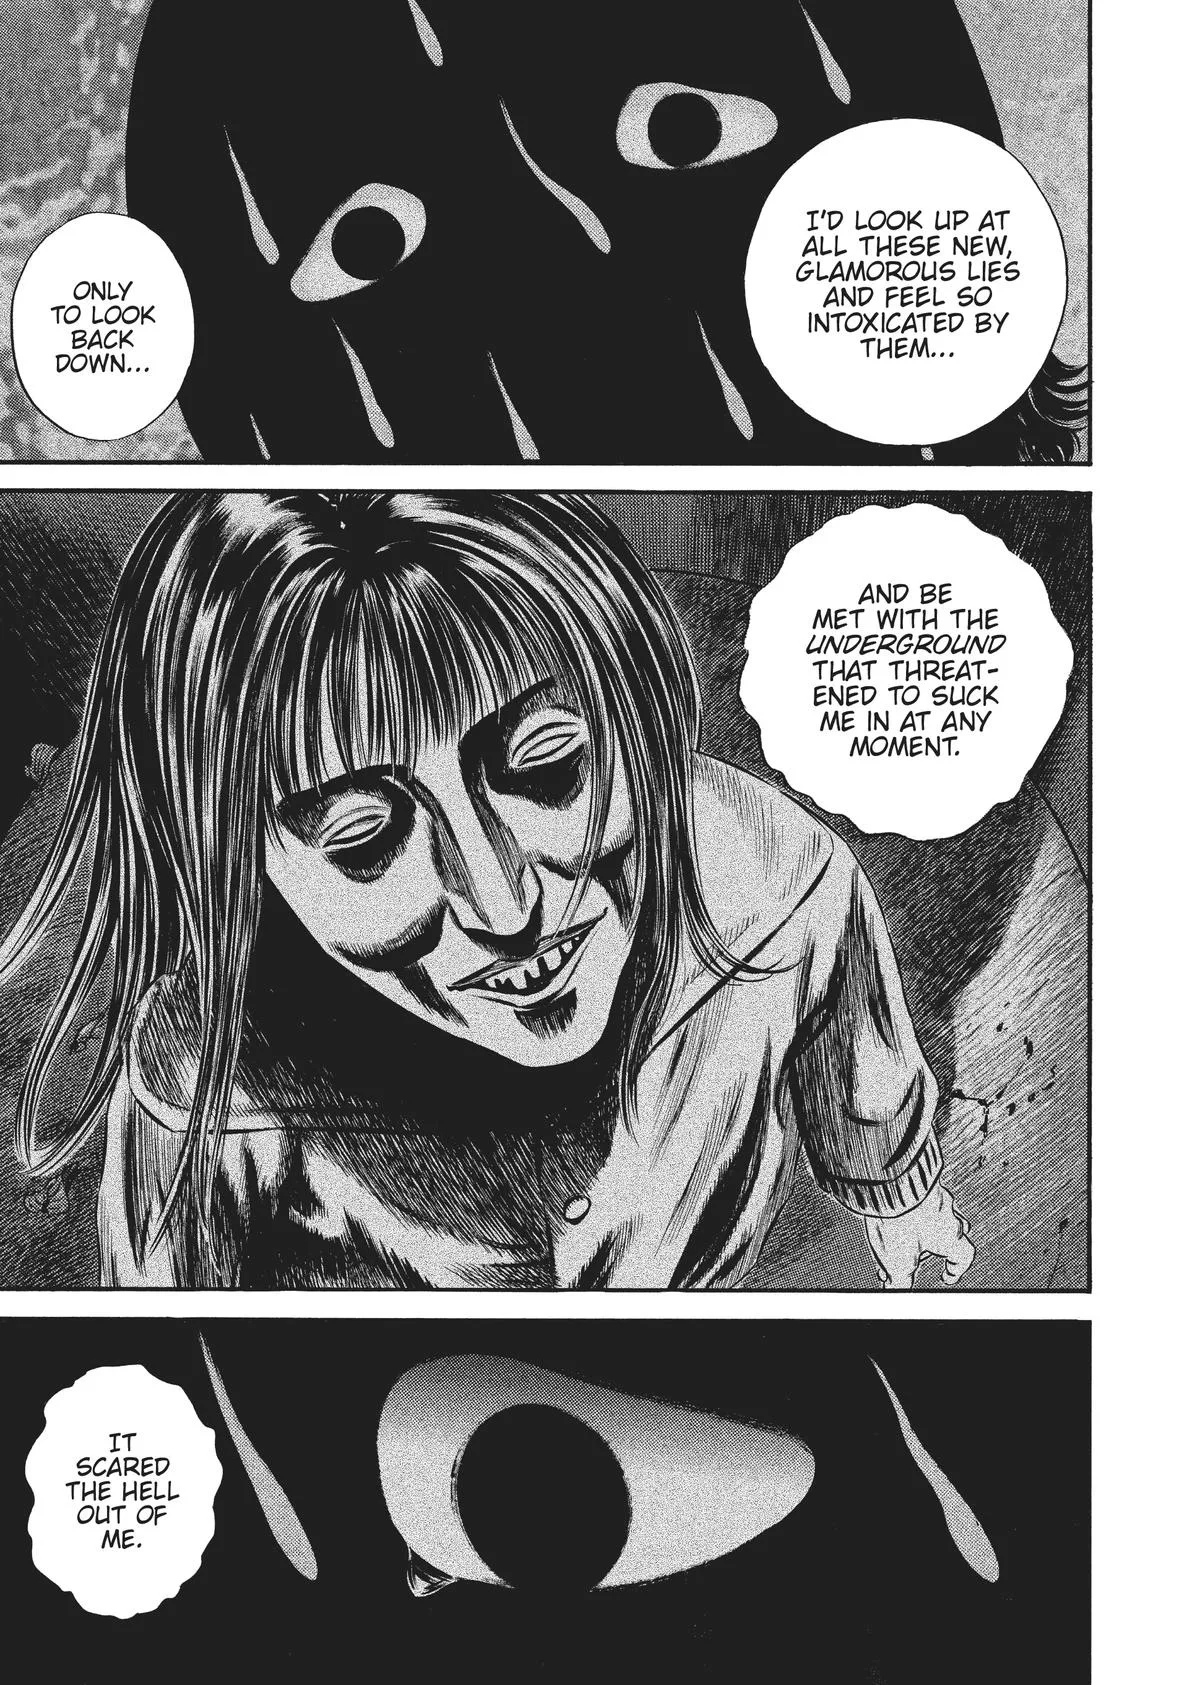 I'D LOOK UP AT
ALL THESE NEW,
GLAMOROUS LIES
AND FEEL SO
INTOXICATED BY
THEM...
ONLY
TO LOOK
BACK
DOWN...
AND BE
MET WITH THE
UNDERGROUND
THAT THREAT-
ENED TO SUCK
ME IN AT ANY
MOMENT.
IT
SCARED
THE HELL
OUT OF
ME.